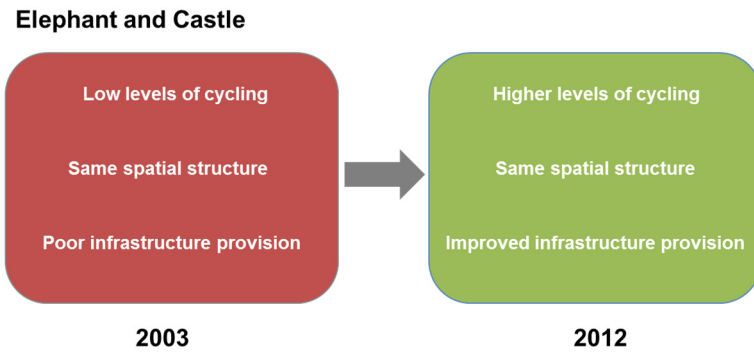 Elephant and Castle
Low levels of cycling
Same spatial structure
Poor infrastructure provision
2003
Higher levels of cycling
Same spatial structure
Improved infrastructure provision
2012